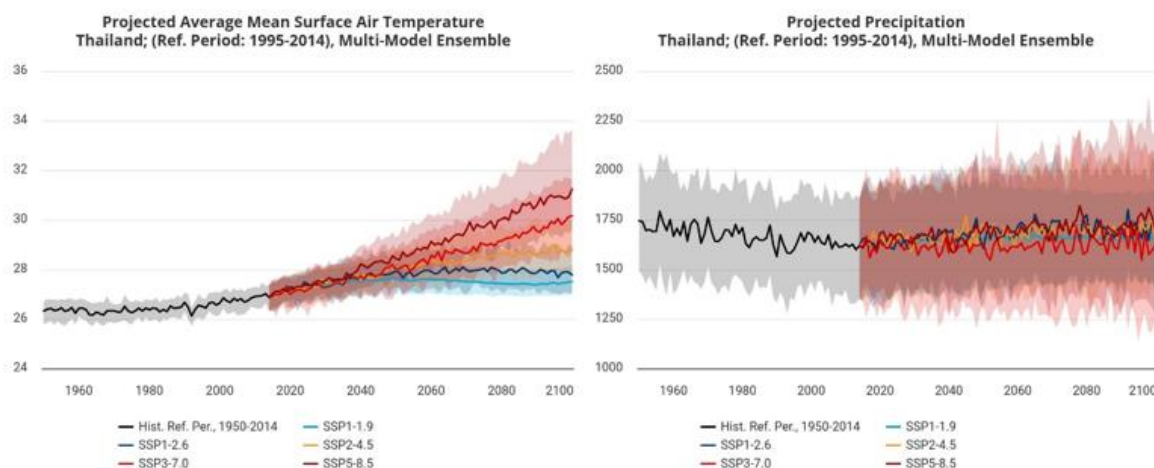 Projected Average Mean Surface Air Temperature
Thailand; (Ref. Period: 1995-2014), Multi-Model Ensemble
36
34
32
30
28
26
24
1960 1980 2000 2020 2040 2060 2080 2100
Hist. Ref. Per., 1950-2014 SSP1-1.9
SSP1-2.6 SSP2-4.5
SSP3-7.0 SSP5-8.5
Projected Precipitation
Thailand; (Ref. Period: 1995-2014), Multi-Model Ensemble
2500
2250
2000
1750
1500
1250
1000
1960 1980 2000 2020 2040 2060 2080 2100
Hist. Ref. Per., 1950-2014 SSP1-1.9
SSP1-2.6 SSP2-4.5
SSP3-7.0 SSP5-8.5